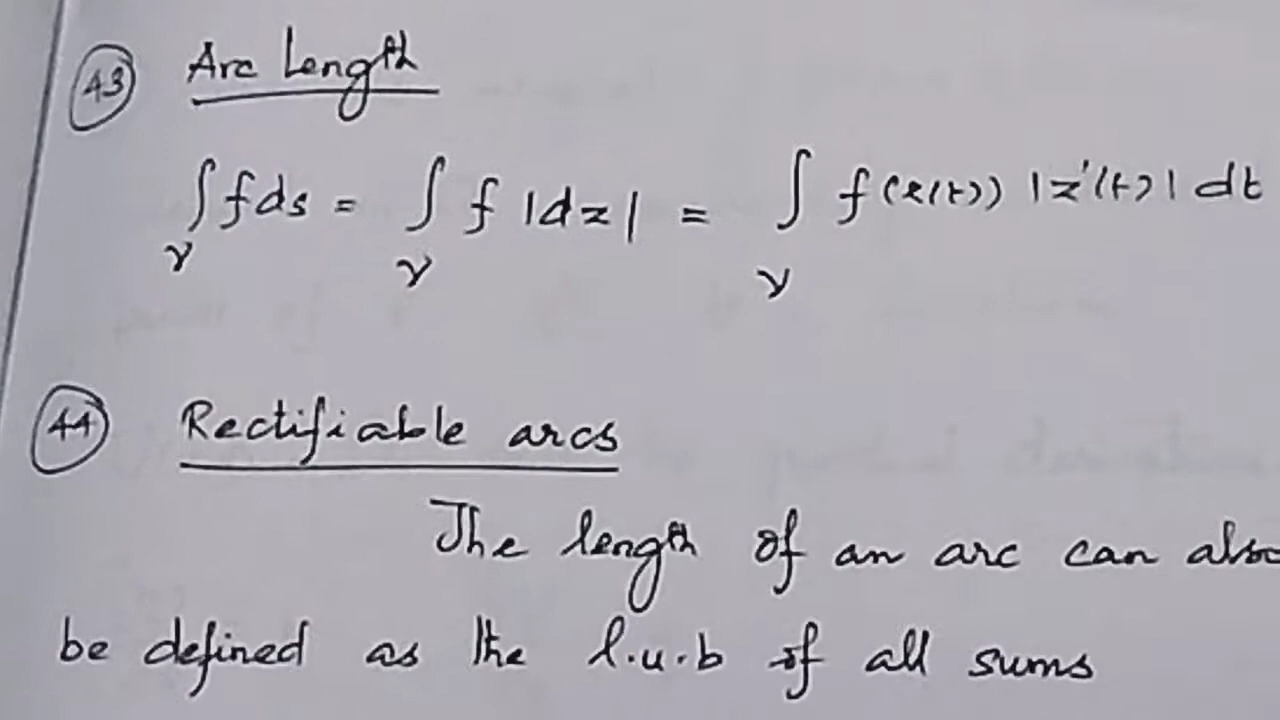 43 Arc Length
∫γ f ds = ∫γ f |dz| = ∫γ f(z(t)) |z'(t)| dt
44 Rectifiable arcs
The length of an arc can also
be defined as the l.u.b of all sums